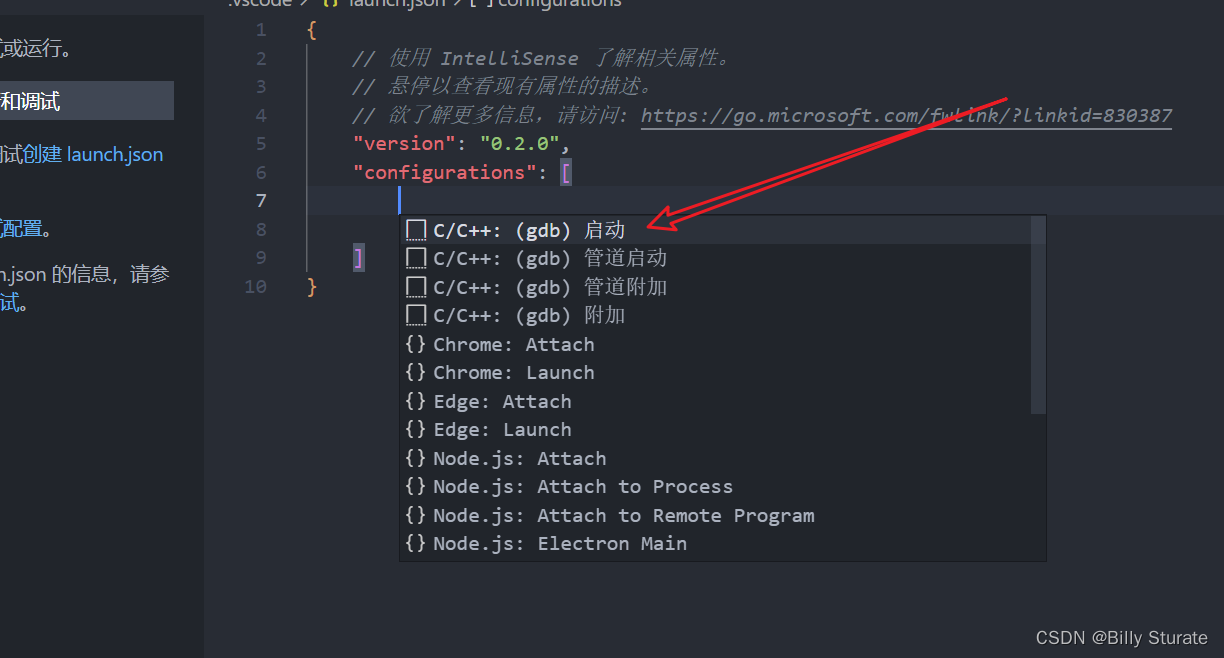 .vscode > {} launch.json > [ ] configurations
或运行。
和调试
试创建 launch.json
配置。
.json 的信息，请参
试。
1 {
2 // 使用 IntelliSense 了解相关属性。
3 // 悬停以查看现有属性的描述。
4 // 欲了解更多信息，请访问: https://go.microsoft.com/fwlink/?linkid=830387
5 "version": "0.2.0",
6 "configurations": [
7
8
9 ]
10 }
C/C++: (gdb) 启动
C/C++: (gdb) 管道启动
C/C++: (gdb) 管道附加
C/C++: (gdb) 附加
{} Chrome: Attach
{} Chrome: Launch
{} Edge: Attach
{} Edge: Launch
{} Node.js: Attach
{} Node.js: Attach to Process
{} Node.js: Attach to Remote Program
{} Node.js: Electron Main
CSDN @Billy Sturate